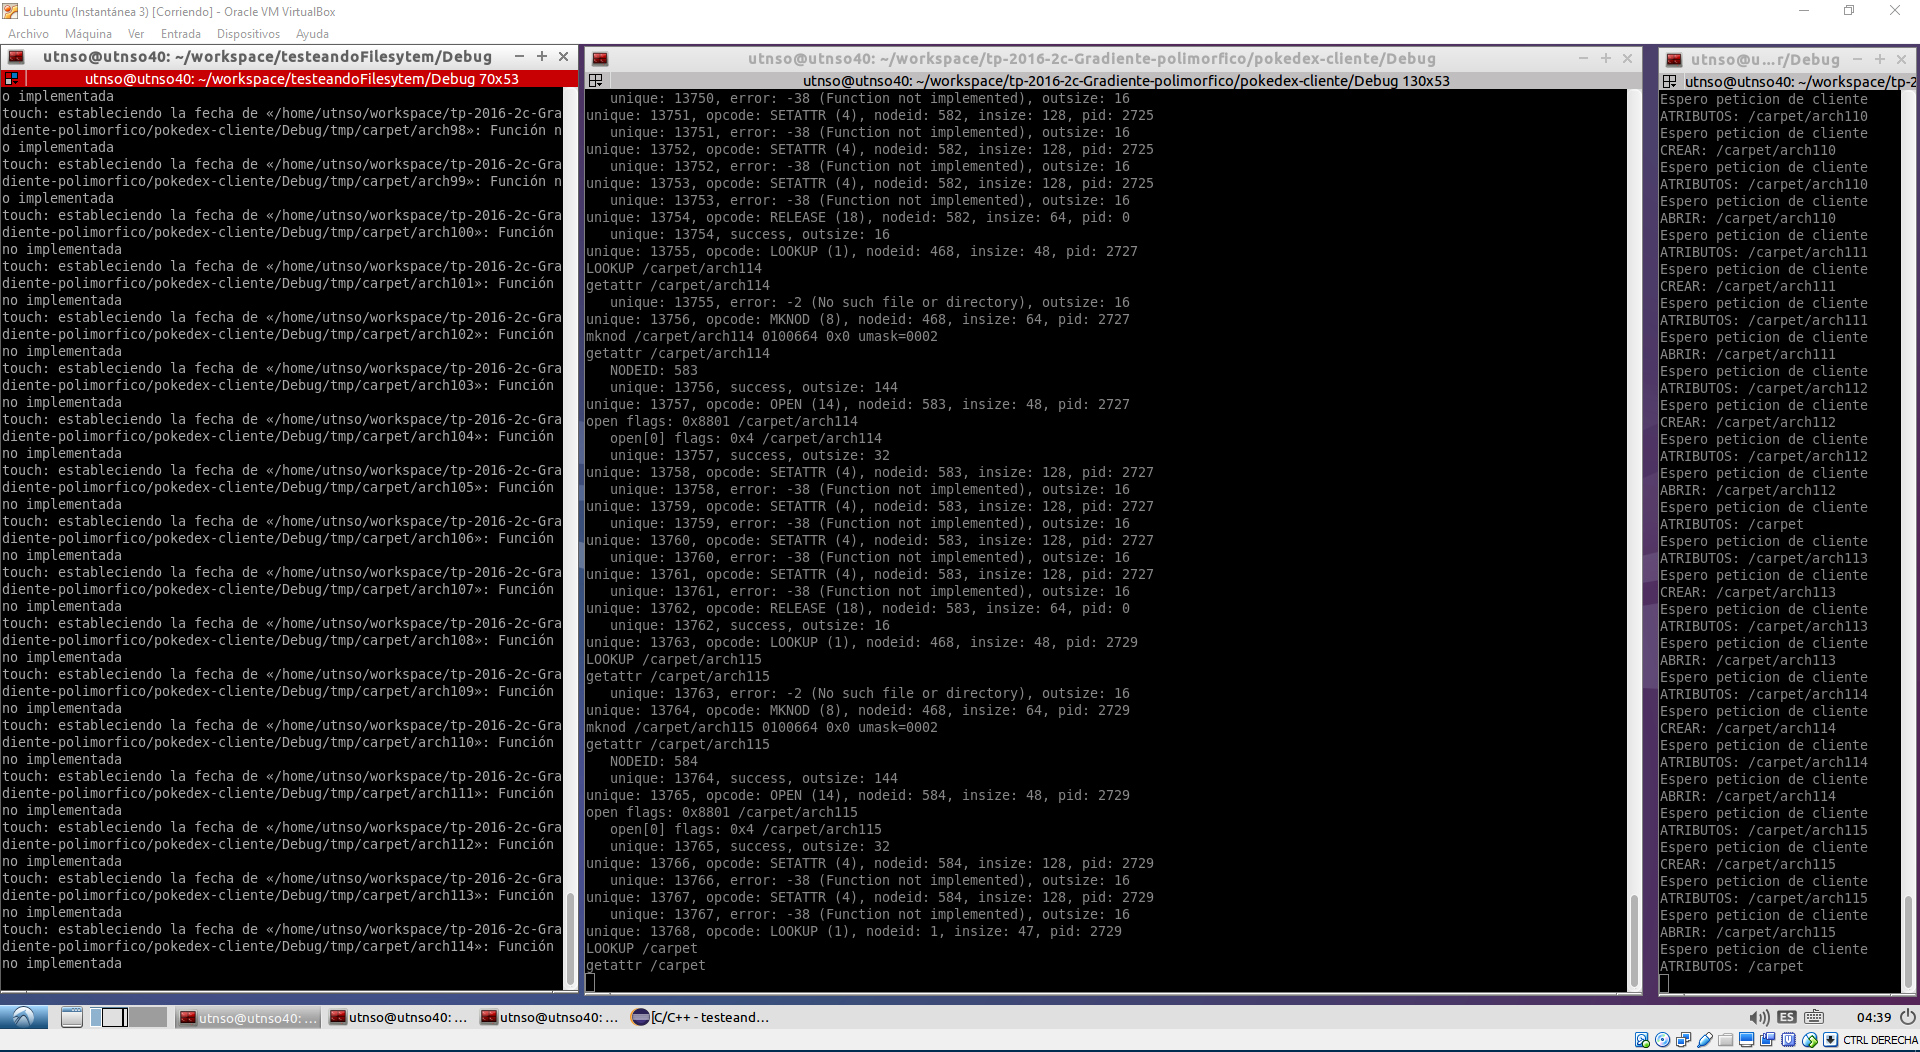 Lubuntu (Instantánea 3) [Corriendo] - Oracle VM VirtualBox
Archivo Máquina Ver Entrada Dispositivos Ayuda
utnso@utnso40: ~/workspace/testeandoFilesytem/Debug
utnso@utnso40: ~/workspace/testeandoFilesytem/Debug 70x53
o implementada
touch: estableciendo la fecha de «/home/utnso/workspace/tp-2016-2c-Gra
diente-polimorfico/pokedex-cliente/Debug/tmp/carpet/arch98»: Función n
o implementada
touch: estableciendo la fecha de «/home/utnso/workspace/tp-2016-2c-Gra
diente-polimorfico/pokedex-cliente/Debug/tmp/carpet/arch99»: Función n
o implementada
touch: estableciendo la fecha de «/home/utnso/workspace/tp-2016-2c-Gra
diente-polimorfico/pokedex-cliente/Debug/tmp/carpet/arch100»: Función
no implementada
touch: estableciendo la fecha de «/home/utnso/workspace/tp-2016-2c-Gra
diente-polimorfico/pokedex-cliente/Debug/tmp/carpet/arch101»: Función
no implementada
touch: estableciendo la fecha de «/home/utnso/workspace/tp-2016-2c-Gra
diente-polimorfico/pokedex-cliente/Debug/tmp/carpet/arch102»: Función
no implementada
touch: estableciendo la fecha de «/home/utnso/workspace/tp-2016-2c-Gra
diente-polimorfico/pokedex-cliente/Debug/tmp/carpet/arch103»: Función
no implementada
touch: estableciendo la fecha de «/home/utnso/workspace/tp-2016-2c-Gra
diente-polimorfico/pokedex-cliente/Debug/tmp/carpet/arch104»: Función
no implementada
touch: estableciendo la fecha de «/home/utnso/workspace/tp-2016-2c-Gra
diente-polimorfico/pokedex-cliente/Debug/tmp/carpet/arch105»: Función
no implementada
touch: estableciendo la fecha de «/home/utnso/workspace/tp-2016-2c-Gra
diente-polimorfico/pokedex-cliente/Debug/tmp/carpet/arch106»: Función
no implementada
touch: estableciendo la fecha de «/home/utnso/workspace/tp-2016-2c-Gra
diente-polimorfico/pokedex-cliente/Debug/tmp/carpet/arch107»: Función
no implementada
touch: estableciendo la fecha de «/home/utnso/workspace/tp-2016-2c-Gra
diente-polimorfico/pokedex-cliente/Debug/tmp/carpet/arch108»: Función
no implementada
touch: estableciendo la fecha de «/home/utnso/workspace/tp-2016-2c-Gra
diente-polimorfico/pokedex-cliente/Debug/tmp/carpet/arch109»: Función
no implementada
touch: estableciendo la fecha de «/home/utnso/workspace/tp-2016-2c-Gra
diente-polimorfico/pokedex-cliente/Debug/tmp/carpet/arch110»: Función
no implementada
touch: estableciendo la fecha de «/home/utnso/workspace/tp-2016-2c-Gra
diente-polimorfico/pokedex-cliente/Debug/tmp/carpet/arch111»: Función
no implementada
touch: estableciendo la fecha de «/home/utnso/workspace/tp-2016-2c-Gra
diente-polimorfico/pokedex-cliente/Debug/tmp/carpet/arch112»: Función
no implementada
touch: estableciendo la fecha de «/home/utnso/workspace/tp-2016-2c-Gra
diente-polimorfico/pokedex-cliente/Debug/tmp/carpet/arch113»: Función
no implementada
touch: estableciendo la fecha de «/home/utnso/workspace/tp-2016-2c-Gra
diente-polimorfico/pokedex-cliente/Debug/tmp/carpet/arch114»: Función
no implementada
utnso@utnso40: ~/workspace/tp-2016-2c-Gradiente-polimorfico/pokedex-cliente/Debug
utnso@utnso40: ~/workspace/tp-2016-2c-Gradiente-polimorfico/pokedex-cliente/Debug 130x53
unique: 13750, error: -38 (Function not implemented), outsize: 16
unique: 13751, opcode: SETATTR (4), nodeid: 582, insize: 128, pid: 2725
unique: 13751, error: -38 (Function not implemented), outsize: 16
unique: 13752, opcode: SETATTR (4), nodeid: 582, insize: 128, pid: 2725
unique: 13752, error: -38 (Function not implemented), outsize: 16
unique: 13753, opcode: SETATTR (4), nodeid: 582, insize: 128, pid: 2725
unique: 13753, error: -38 (Function not implemented), outsize: 16
unique: 13754, opcode: RELEASE (18), nodeid: 582, insize: 64, pid: 0
unique: 13754, success, outsize: 16
unique: 13755, opcode: LOOKUP (1), nodeid: 468, insize: 48, pid: 2727
LOOKUP /carpet/arch114
getattr /carpet/arch114
unique: 13755, error: -2 (No such file or directory), outsize: 16
unique: 13756, opcode: MKNOD (8), nodeid: 468, insize: 64, pid: 2727
mknod /carpet/arch114 0100664 0x0 umask=0002
getattr /carpet/arch114
NODEID: 583
unique: 13756, success, outsize: 144
unique: 13757, opcode: OPEN (14), nodeid: 583, insize: 48, pid: 2727
open flags: 0x8801 /carpet/arch114
open[0] flags: 0x4 /carpet/arch114
unique: 13757, success, outsize: 32
unique: 13758, opcode: SETATTR (4), nodeid: 583, insize: 128, pid: 2727
unique: 13758, error: -38 (Function not implemented), outsize: 16
unique: 13759, opcode: SETATTR (4), nodeid: 583, insize: 128, pid: 2727
unique: 13759, error: -38 (Function not implemented), outsize: 16
unique: 13760, opcode: SETATTR (4), nodeid: 583, insize: 128, pid: 2727
unique: 13760, error: -38 (Function not implemented), outsize: 16
unique: 13761, opcode: SETATTR (4), nodeid: 583, insize: 128, pid: 2727
unique: 13761, error: -38 (Function not implemented), outsize: 16
unique: 13762, opcode: RELEASE (18), nodeid: 583, insize: 64, pid: 0
unique: 13762, success, outsize: 16
unique: 13763, opcode: LOOKUP (1), nodeid: 468, insize: 48, pid: 2729
LOOKUP /carpet/arch115
getattr /carpet/arch115
unique: 13763, error: -2 (No such file or directory), outsize: 16
unique: 13764, opcode: MKNOD (8), nodeid: 468, insize: 64, pid: 2729
mknod /carpet/arch115 0100664 0x0 umask=0002
getattr /carpet/arch115
NODEID: 584
unique: 13764, success, outsize: 144
unique: 13765, opcode: OPEN (14), nodeid: 584, insize: 48, pid: 2729
open flags: 0x8801 /carpet/arch115
open[0] flags: 0x4 /carpet/arch115
unique: 13765, success, outsize: 32
unique: 13766, opcode: SETATTR (4), nodeid: 584, insize: 128, pid: 2729
unique: 13766, error: -38 (Function not implemented), outsize: 16
unique: 13767, opcode: SETATTR (4), nodeid: 584, insize: 128, pid: 2729
unique: 13767, error: -38 (Function not implemented), outsize: 16
unique: 13768, opcode: LOOKUP (1), nodeid: 1, insize: 47, pid: 2729
LOOKUP /carpet
getattr /carpet
utnso@u...r/Debug
utnso@utnso40: ~/workspace/tp-2
Espero peticion de cliente
ATRIBUTOS: /carpet/arch110
Espero peticion de cliente
CREAR: /carpet/arch110
Espero peticion de cliente
ATRIBUTOS: /carpet/arch110
Espero peticion de cliente
ABRIR: /carpet/arch110
Espero peticion de cliente
ATRIBUTOS: /carpet/arch111
Espero peticion de cliente
CREAR: /carpet/arch111
Espero peticion de cliente
ATRIBUTOS: /carpet/arch111
Espero peticion de cliente
ABRIR: /carpet/arch111
Espero peticion de cliente
ATRIBUTOS: /carpet/arch112
Espero peticion de cliente
CREAR: /carpet/arch112
Espero peticion de cliente
ATRIBUTOS: /carpet/arch112
Espero peticion de cliente
ABRIR: /carpet/arch112
Espero peticion de cliente
ATRIBUTOS: /carpet
Espero peticion de cliente
ATRIBUTOS: /carpet/arch113
Espero peticion de cliente
CREAR: /carpet/arch113
Espero peticion de cliente
ATRIBUTOS: /carpet/arch113
Espero peticion de cliente
ABRIR: /carpet/arch113
Espero peticion de cliente
ATRIBUTOS: /carpet/arch114
Espero peticion de cliente
CREAR: /carpet/arch114
Espero peticion de cliente
ATRIBUTOS: /carpet/arch114
Espero peticion de cliente
ABRIR: /carpet/arch114
Espero peticion de cliente
ATRIBUTOS: /carpet/arch115
Espero peticion de cliente
CREAR: /carpet/arch115
Espero peticion de cliente
ATRIBUTOS: /carpet/arch115
Espero peticion de cliente
ABRIR: /carpet/arch115
Espero peticion de cliente
ATRIBUTOS: /carpet
utnso@utnso40: ... utnso@utnso40: ... utnso@utnso40: ... [C/C++ - testeand... ES 04:39
CTRL DERECHA